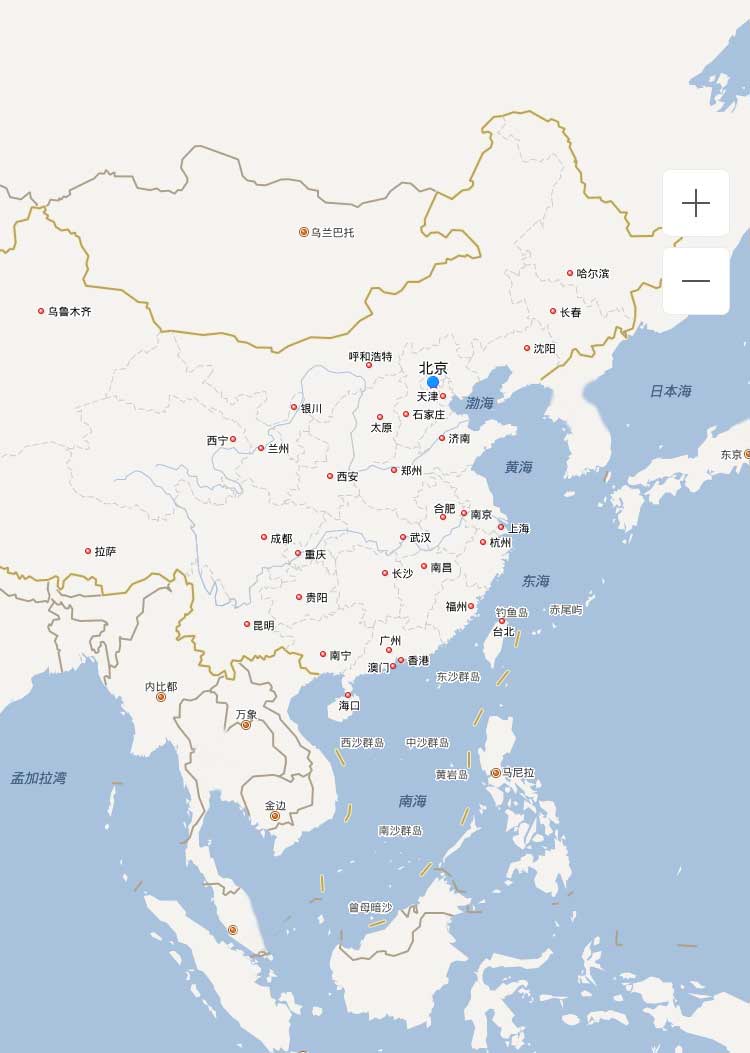 乌兰巴托
哈尔滨
乌鲁木齐
长春
沈阳
呼和浩特
北京
天津
渤海
日本海
银川
石家庄
太原
西宁
济南
兰州
东京
黄海
郑州
西安
合肥
南京
上海
成都
武汉
杭州
拉萨
重庆
南昌
长沙
东海
贵阳
福州
钓鱼岛
赤尾屿
昆明
台北
广州
南宁
香港
澳门
东沙群岛
内比都
海口
万象
西沙群岛
中沙群岛
马尼拉
黄岩岛
孟加拉湾
南海
金边
南沙群岛
曾母暗沙